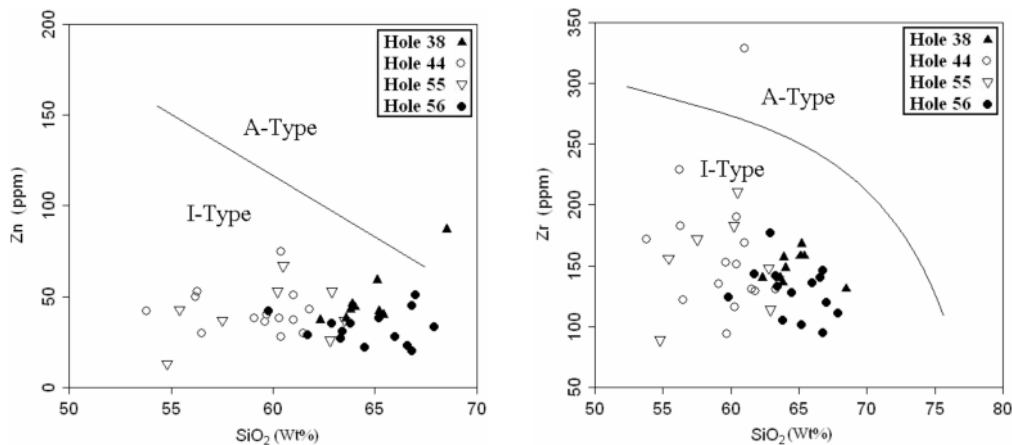 200
150
100
50
0
Zn (ppm)
50 55 60 65 70
SiO2 (Wt%)
Hole 38
Hole 44
Hole 55
Hole 56
A-Type
I-Type
350
300
250
200
150
100
50
Zr (ppm)
50 55 60 65 70 75 80
SiO2 (Wt%)
Hole 38
Hole 44
Hole 55
Hole 56
A-Type
I-Type